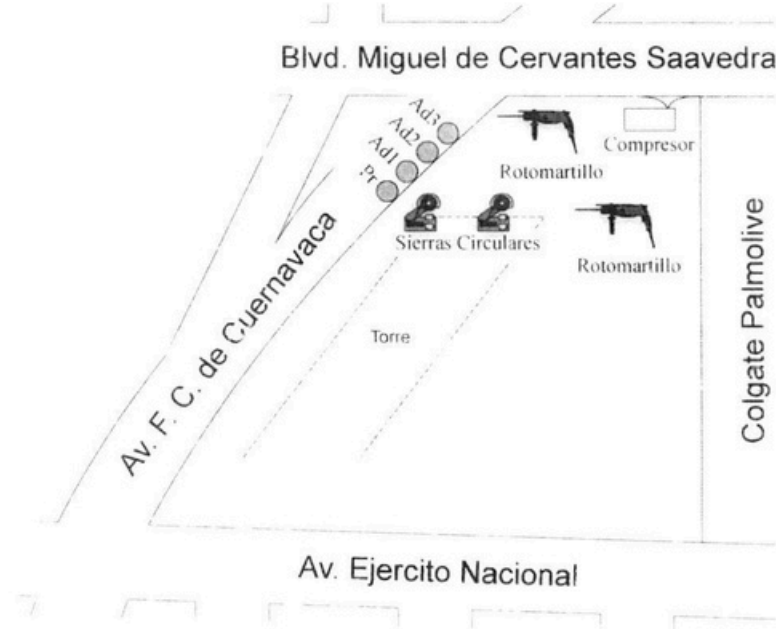 Blvd. Miguel de Cervantes Saavedra
Ad3
Ad2
Ad1
Pr
Rotomartillo
Compresor
Sierras Circulares
Rotomartillo
Torre
Av. F. C. de Cuernavaca
Colgate Palmolive
Av. Ejercito Nacional